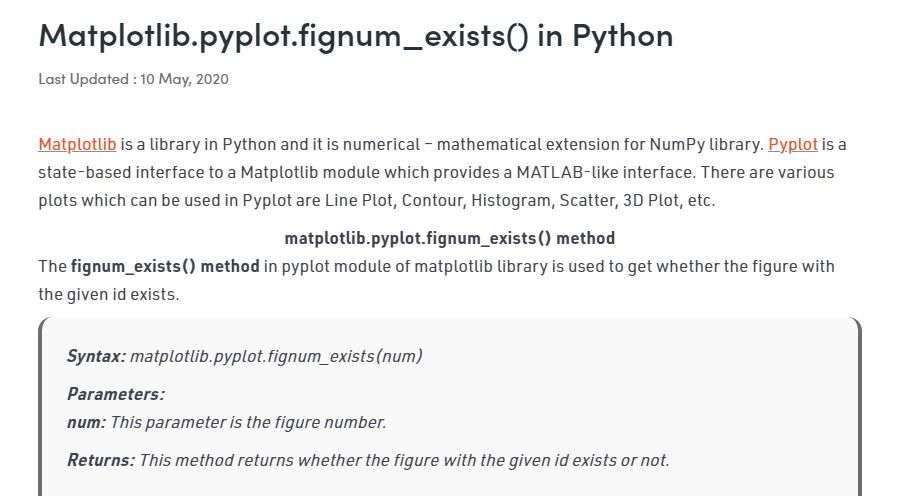 Matplotlib.pyplot.fignum_exists() in Python
Last Updated : 10 May, 2020
Matplotlib is a library in Python and it is numerical – mathematical extension for NumPy library. Pyplot is a
state-based interface to a Matplotlib module which provides a MATLAB-like interface. There are various
plots which can be used in Pyplot are Line Plot, Contour, Histogram, Scatter, 3D Plot, etc.
matplotlib.pyplot.fignum_exists() method
The fignum_exists() method in pyplot module of matplotlib library is used to get whether the figure with
the given id exists.
Syntax: matplotlib.pyplot.fignum_exists(num)
Parameters:
num: This parameter is the figure number.
Returns: This method returns whether the figure with the given id exists or not.